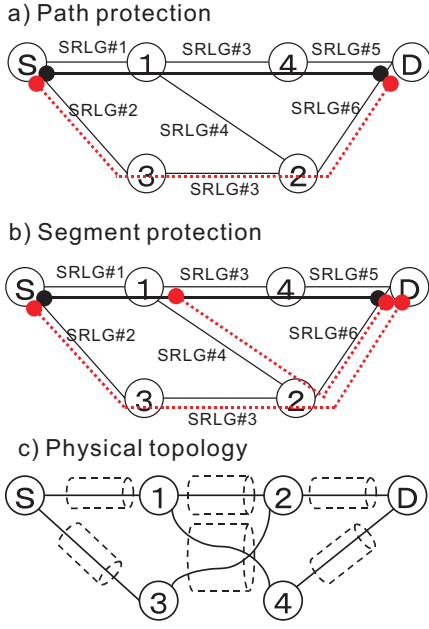 a) Path protection
SRLG#1 SRLG#3 SRLG#5
S 1 4 D
SRLG#2 SRLG#6
SRLG#4
3 2
SRLG#3
b) Segment protection
SRLG#1 SRLG#3 SRLG#5
S 1 4 D
SRLG#2 SRLG#6
SRLG#4
3 2
SRLG#3
c) Physical topology
S 1 2 D
3 4